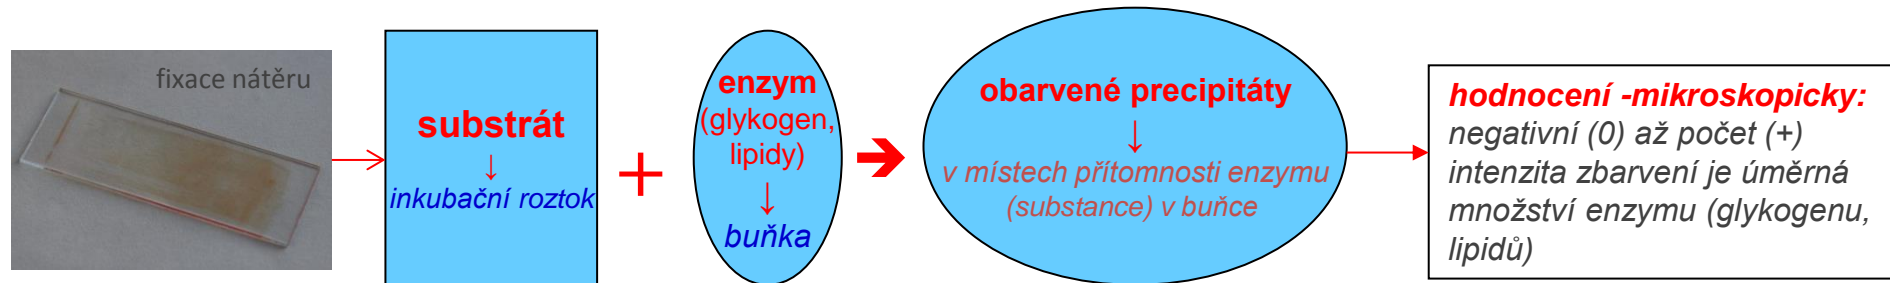 fixace nátěru
substrát
↓
inkubační roztok
+
enzym
(glykogen,
lipidy)
↓
buňka
➔
obarvené precipitáty
↓
v místech přítomnosti enzymu
(substance) v buňce
hodnocení -mikroskopicky:
negativní (0) až počet (+)
intenzita zbarvení je úměrná
množství enzymu (glykogenu,
lipidů)